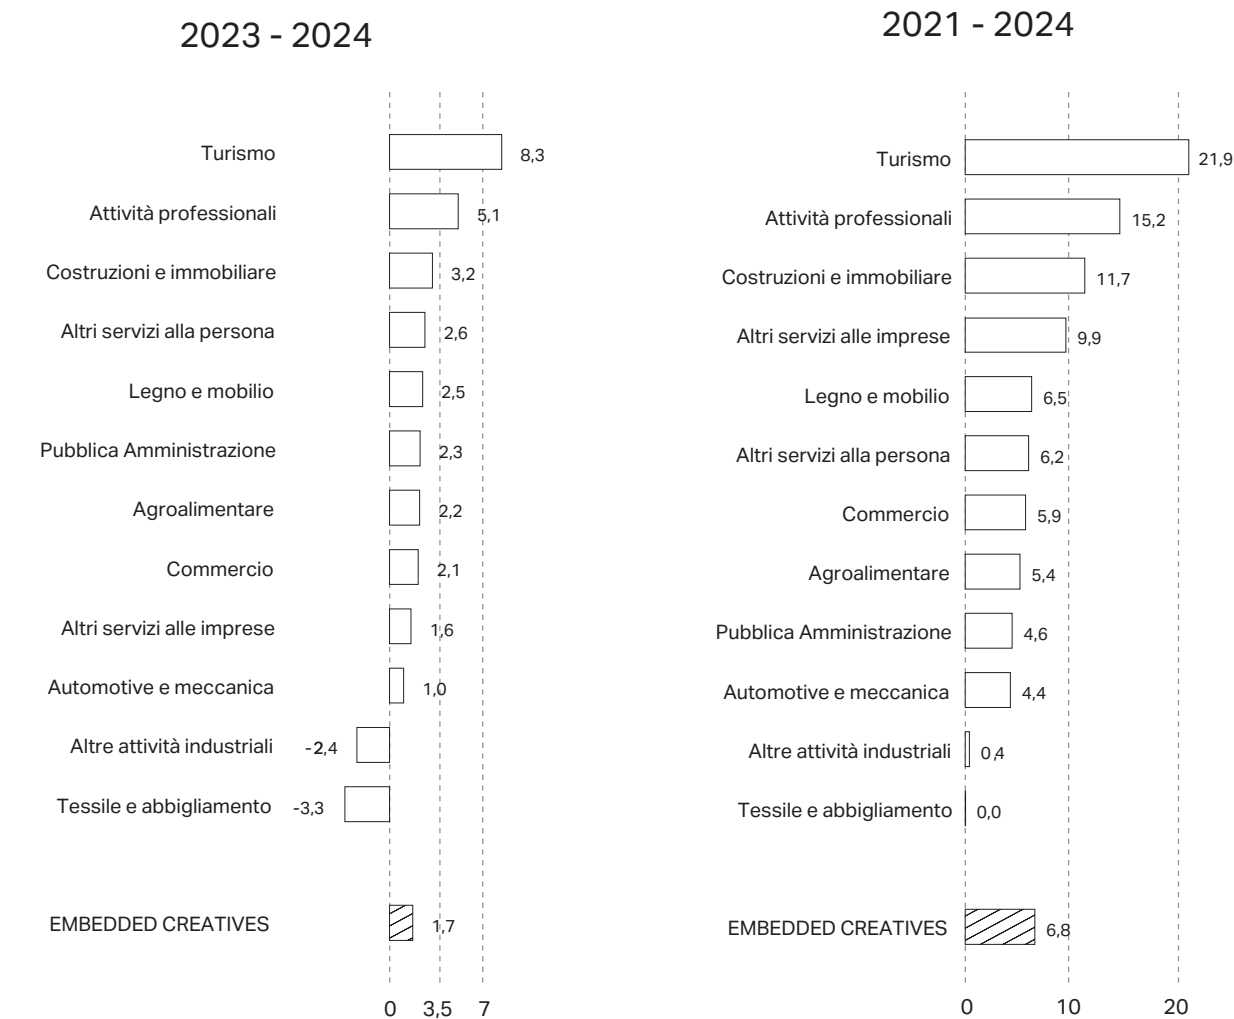 2023 - 2024
Turismo 8,3
Attività professionali 5,1
Costruzioni e immobiliare 3,2
Altri servizi alla persona 2,6
Legno e mobilio 2,5
Pubblica Amministrazione 2,3
Agroalimentare 2,2
Commercio 2,1
Altri servizi alle imprese 1,6
Automotive e meccanica 1,0
Altre attività industriali -2,4
Tessile e abbigliamento -3,3
EMBEDDED CREATIVES 1,7
0 3,5 7
2021 - 2024
Turismo 21,9
Attività professionali 15,2
Costruzioni e immobiliare 11,7
Altri servizi alle imprese 9,9
Legno e mobilio 6,5
Altri servizi alla persona 6,2
Commercio 5,9
Agroalimentare 5,4
Pubblica Amministrazione 4,6
Automotive e meccanica 4,4
Altre attività industriali 0,4
Tessile e abbigliamento 0,0
EMBEDDED CREATIVES 6,8
0 10 20